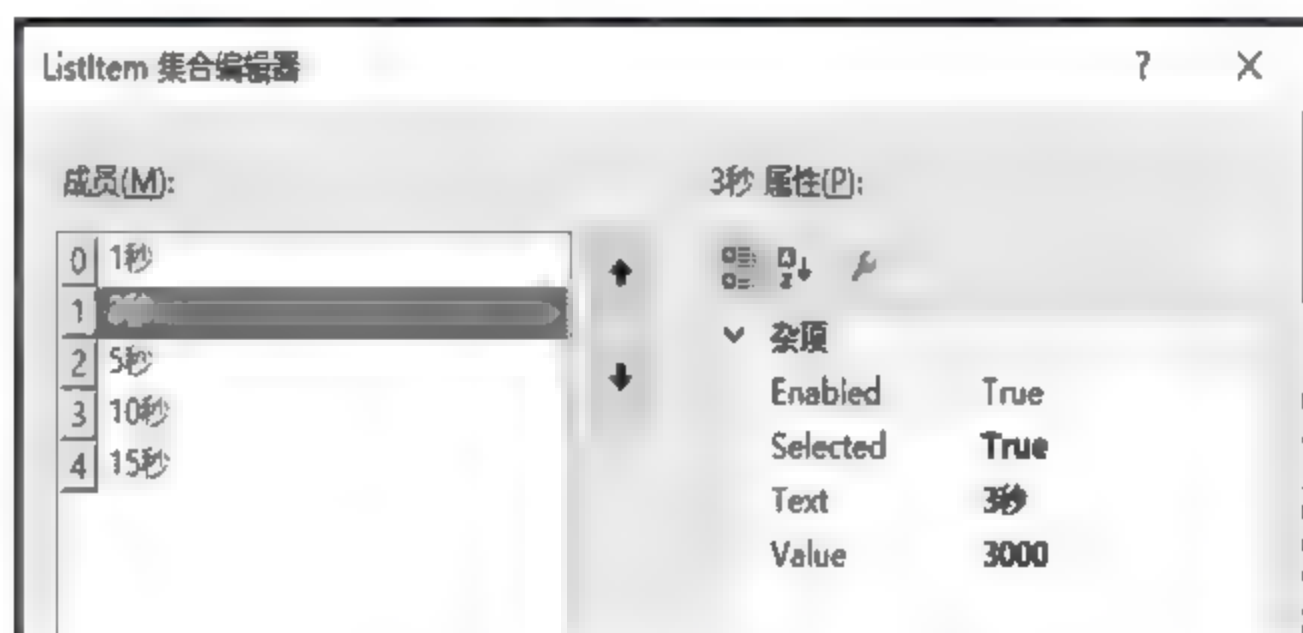 ListItem 集合编辑器
?
成员(M):
3秒 属性(P):
0 1秒
1
2 5秒
3 10秒
4 15秒
杂项
Enabled True
Selected True
Text 3秒
Value 3000